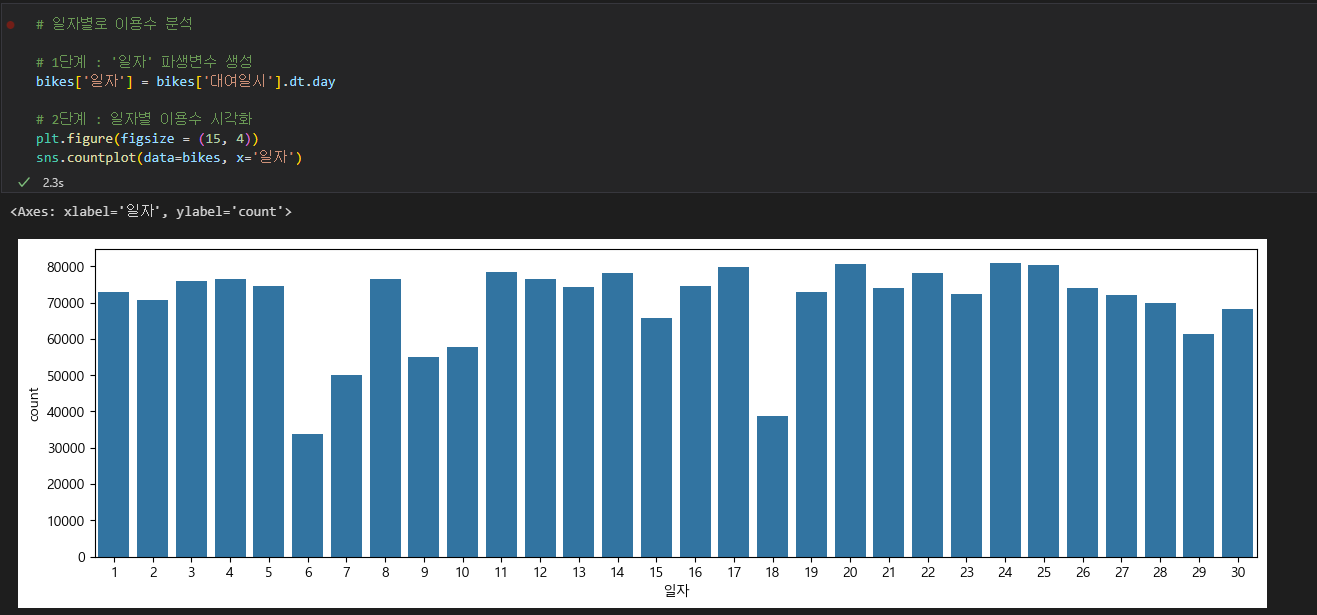 # 일자별로 이용수 분석
# 1단계 : '일자' 파생변수 생성
bikes['일자'] = bikes['대여일시'].dt.day
# 2단계 : 일자별 이용수 시각화
plt.figure(figsize = (15, 4))
sns.countplot(data=bikes, x='일자')
2.3s
<Axes: xlabel='일자', ylabel='count'>
80000
70000
60000
50000
40000
30000
20000
10000
0
count
1 2 3 4 5 6 7 8 9 10 11 12 13 14 15 16 17 18 19 20 21 22 23 24 25 26 27 28 29 30
일자